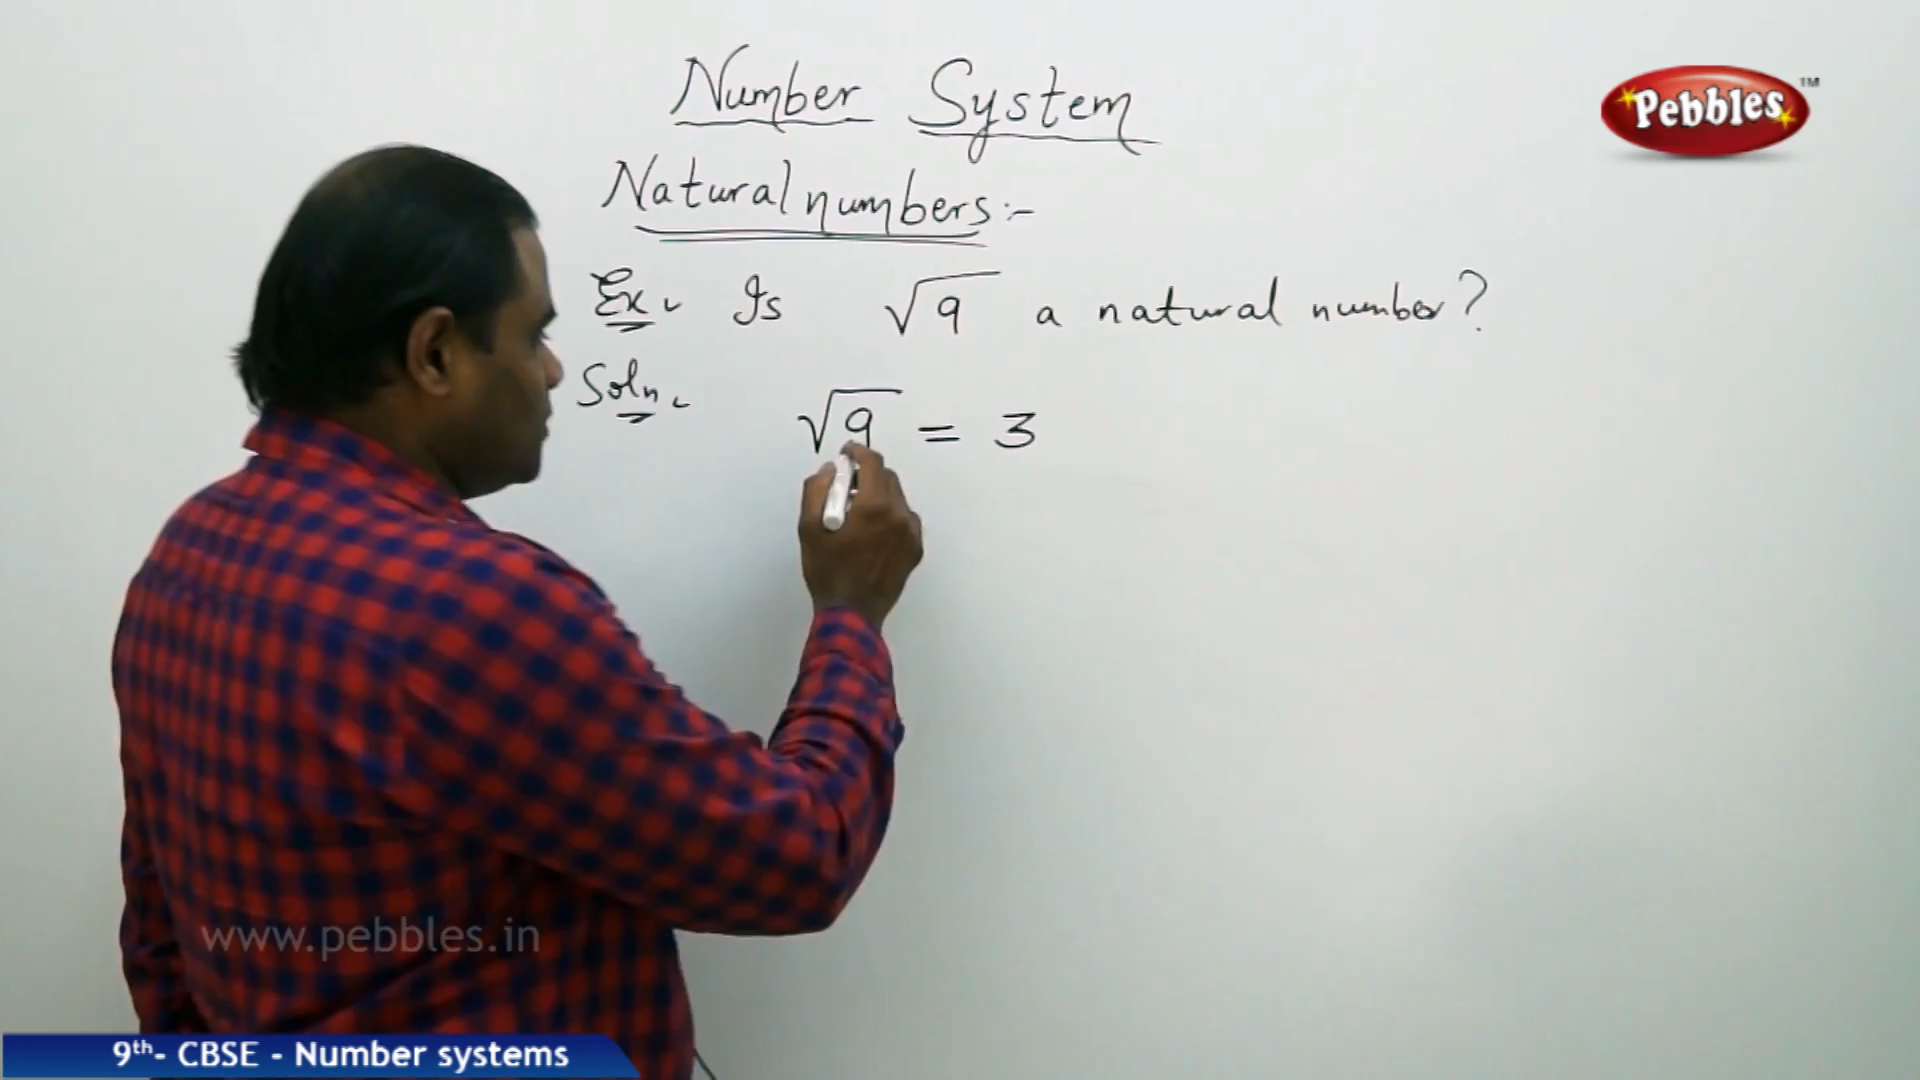 Number System
Pebbles™
Natural numbers:-
Ex. Is √9 a natural number?
Soln.
√9 = 3
www.pebbles.in
9th- CBSE - Number systems